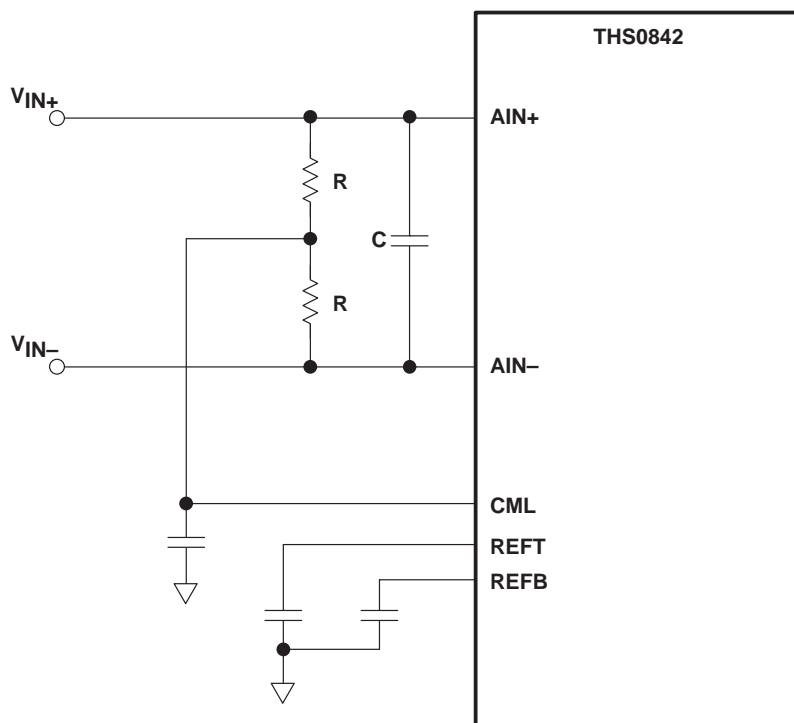 THS0842
VIN+
AIN+
R
C
R
VIN–
AIN–
CML
REFT
REFB